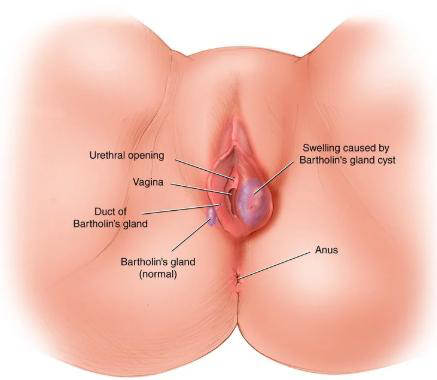 Urethral opening
Vagina
Duct of
Bartholin's gland
Bartholin's gland
(normal)
Swelling caused by
Bartholin's gland cyst
Anus